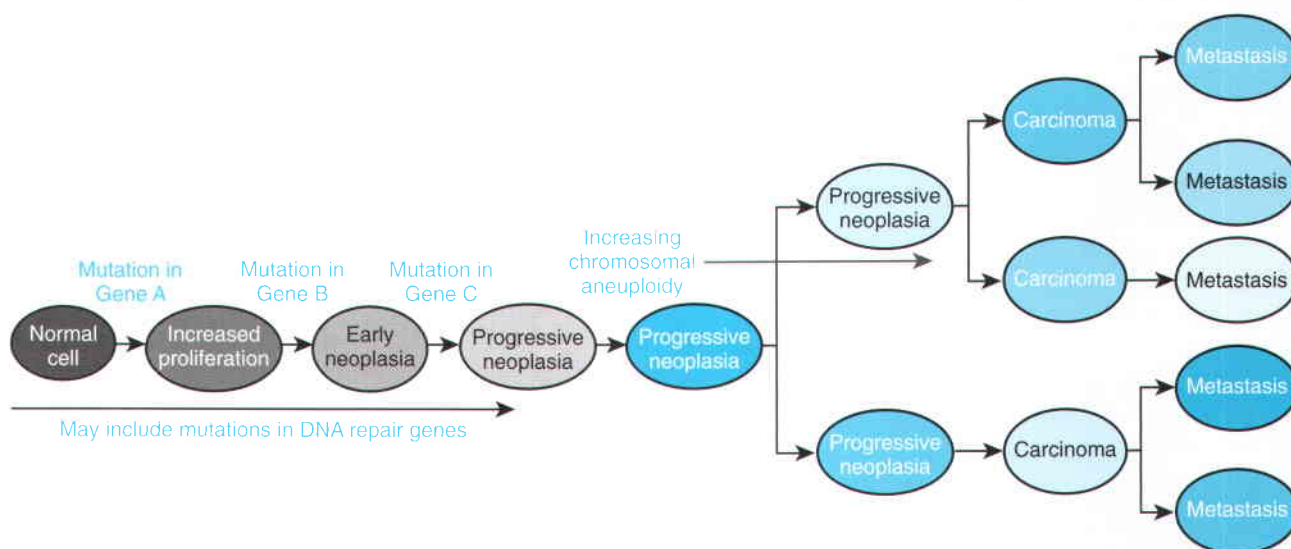 Metastasis
Carcinoma
Metastasis
Progressive
neoplasia
Increasing
chromosomal
aneuploidy
Carcinoma
Metastasis
Mutation in
Gene A
Mutation in
Gene B
Mutation in
Gene C
Normal
cell
Increased
proliferation
Early
neoplasia
Progressive
neoplasia
Progressive
neoplasia
May include mutations in DNA repair genes
Metastasis
Progressive
neoplasia
Carcinoma
Metastasis